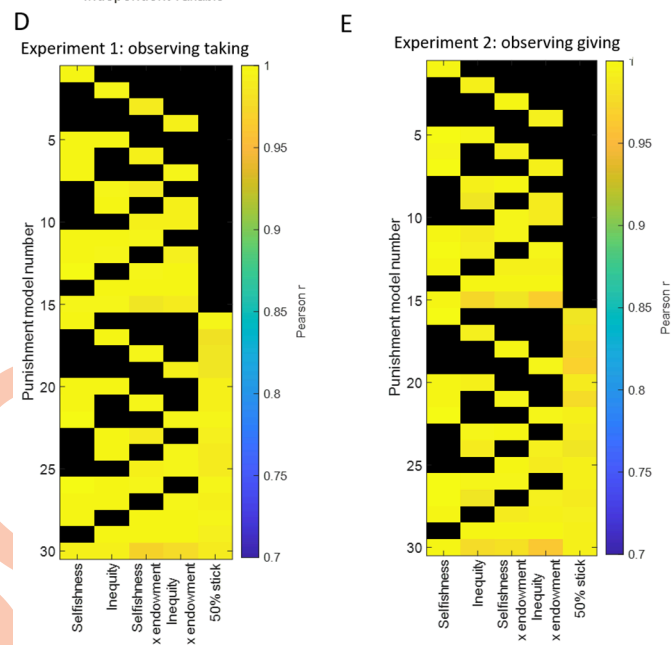 D
Experiment 1: observing taking
1
0.95
0.9
0.85
0.8
0.75
0.7
Pearson r
5
10
15
20
25
30
Punishment model number
Selfishness
Inequity
Selfishness
x endowment
Inequity
x endowment
50% stick
E
Experiment 2: observing giving
1
0.95
0.9
0.85
0.8
0.75
0.7
Pearson r
5
10
15
20
25
30
Punishment model number
Selfishness
Inequity
Selfishness
x endowment
Inequity
x endowment
50% stick